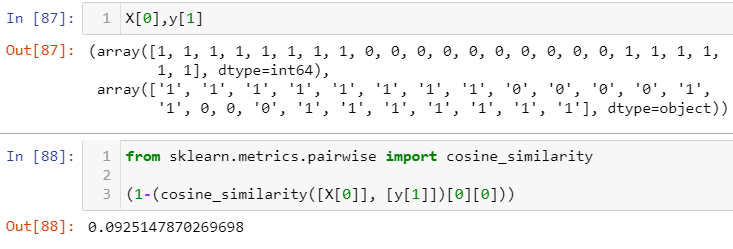 In [87]: 1 X[0],y[1]
Out[87]: (array([1, 1, 1, 1, 1, 1, 1, 1, 0, 0, 0, 0, 0, 0, 0, 0, 0, 0, 1, 1, 1, 1,
1, 1], dtype=int64),
array(['1', '1', '1', '1', '1', '1', '1', '1', '0', '0', '0', '0', '1',
'1', 0, 0, '0', '1', '1', '1', '1', '1', '1', '1'], dtype=object))
In [88]: 1 from sklearn.metrics.pairwise import cosine_similarity
2
3 (1-(cosine_similarity([X[0]], [y[1]])[0][0]))
Out[88]: 0.0925147870269698